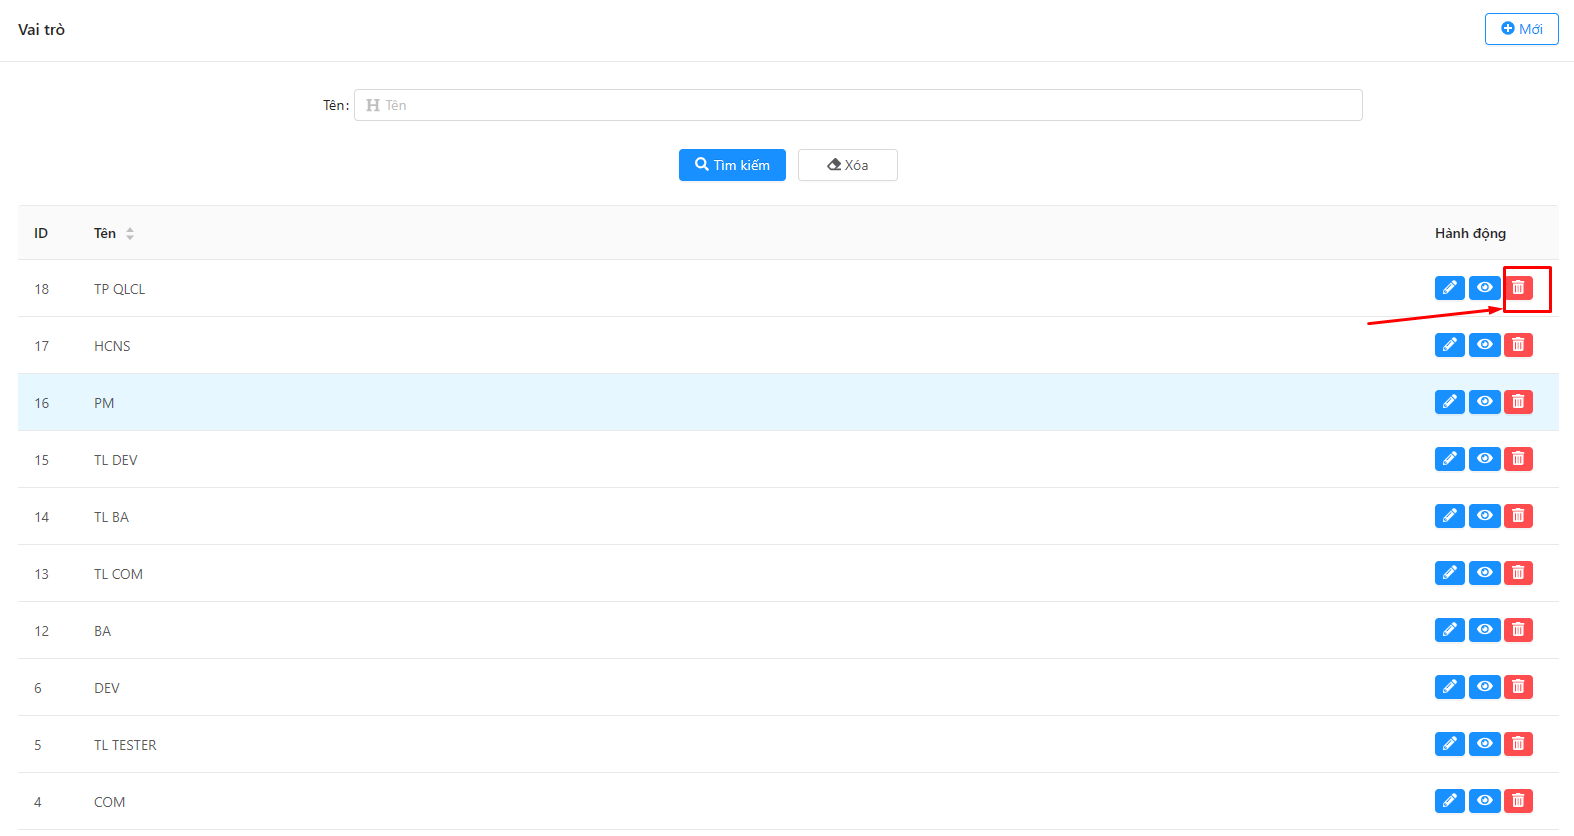 Vai trò
Mới
Tên:
Tên
Tìm kiếm
Xóa
ID Tên Hành động
18 TP QLCL
17 HCNS
16 PM
15 TL DEV
14 TL BA
13 TL COM
12 BA
6 DEV
5 TL TESTER
4 COM